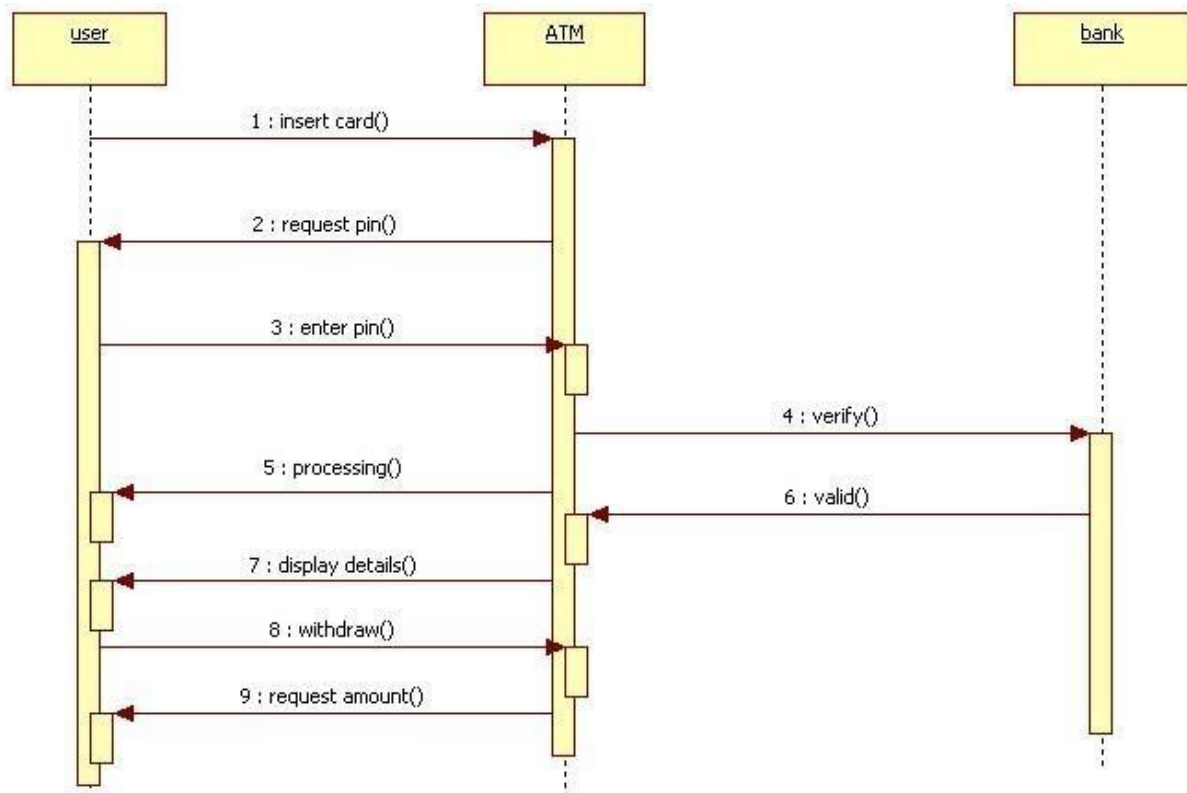 user
ATM
bank
1 : insert card()
2 : request pin()
3 : enter pin()
4 : verify()
5 : processing()
6 : valid()
7 : display details()
8 : withdraw()
9 : request amount()